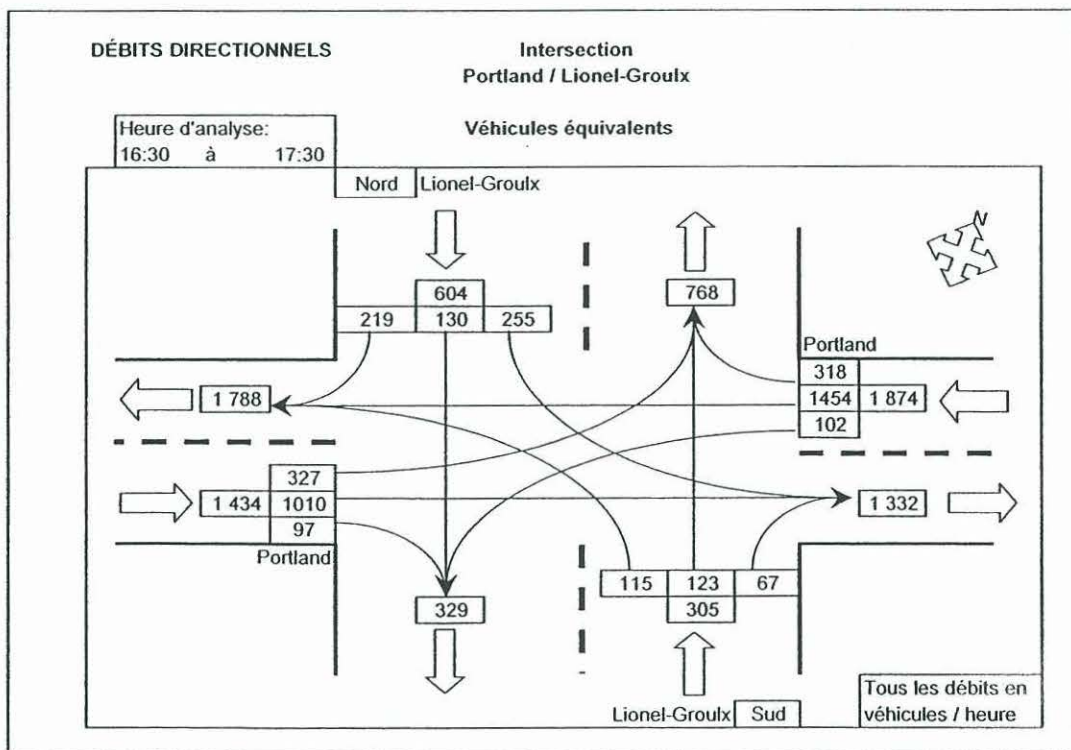 DÉBITS DIRECTIONNELS
Intersection
Portland / Lionel-Groulx
Heure d'analyse:
16:30 à 17:30
Véhicules équivalents
Nord Lionel-Groulx
N
604
219 130 255
768
Portland
318
1454 1 874
102
1 788
327
1 434 1010
97
Portland
1 332
115 123 67
305
329
Lionel-Groulx Sud
Tous les débits en
véhicules / heure